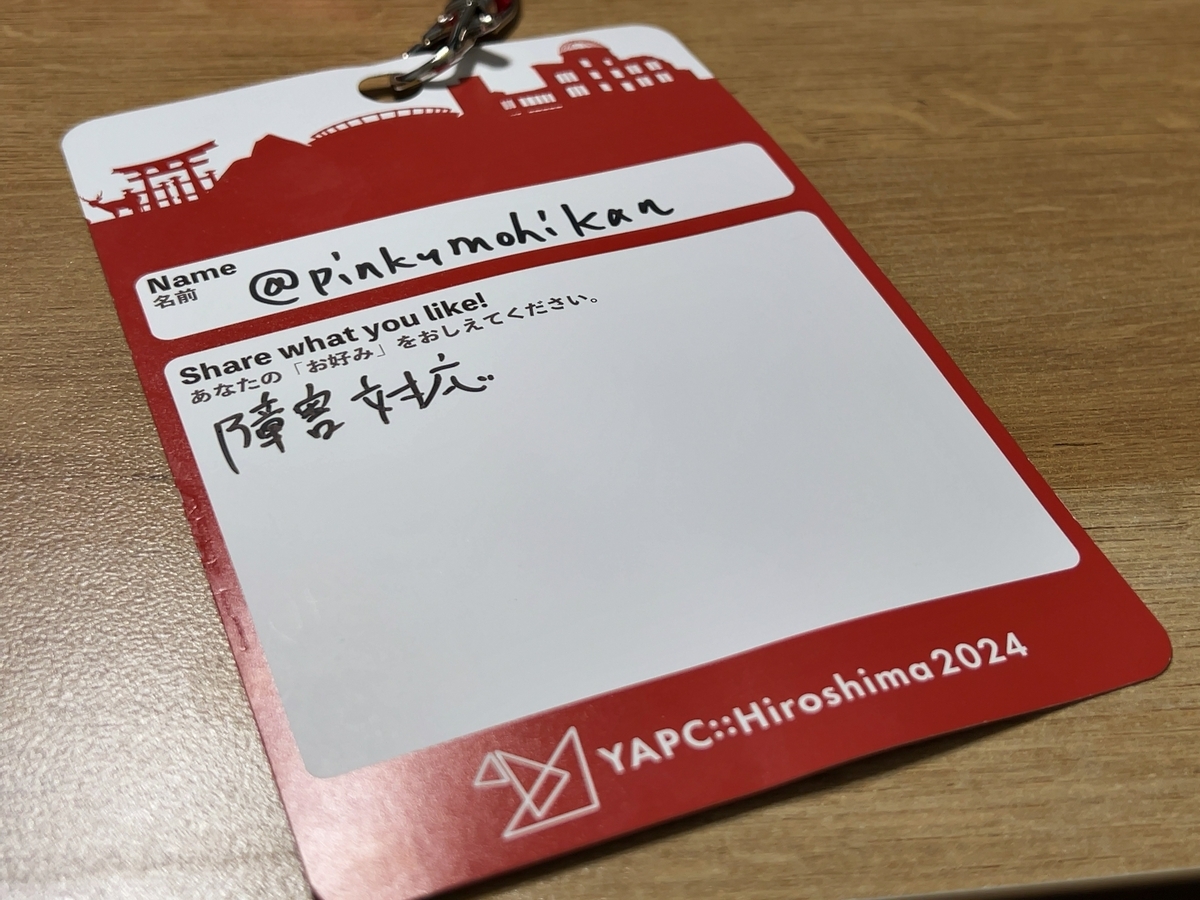 Name
名前
@pinkymohikan
Share what you like!
あなたの「お好み」をおしえてください。
障害対応
YAPC::Hiroshima2024